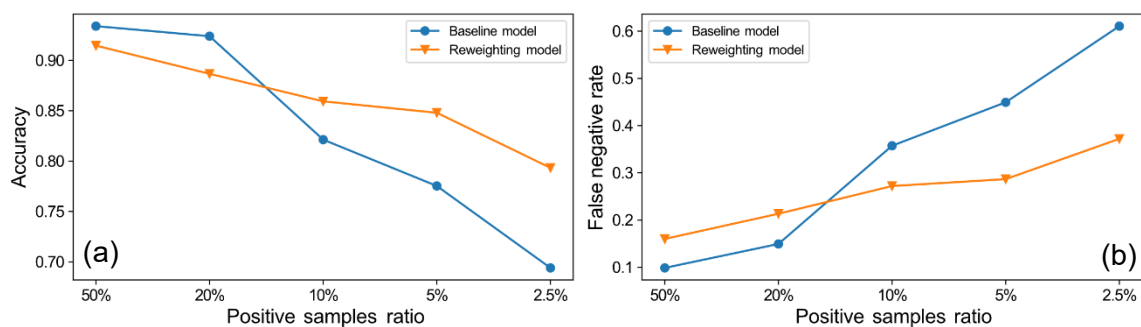 Accuracy
0.90
0.85
0.80
0.75
0.70
Baseline model
Reweighting model
(a)
50%
20%
10%
5%
2.5%
Positive samples ratio
False negative rate
0.6
0.5
0.4
0.3
0.2
0.1
Baseline model
Reweighting model
(b)
50%
20%
10%
5%
2.5%
Positive samples ratio